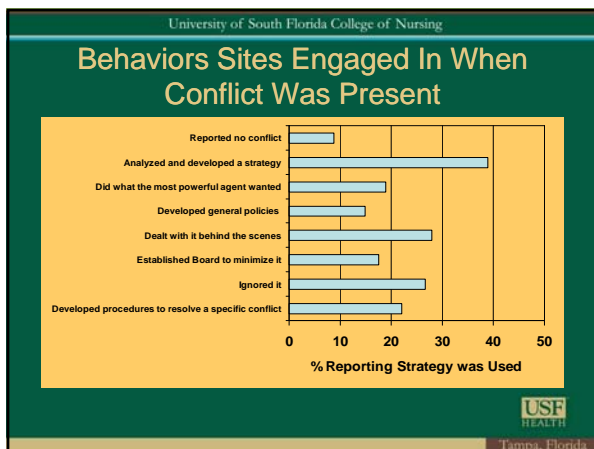 University of South Florida College of Nursing
Behaviors Sites Engaged In When
Conflict Was Present
Reported no conflict
Analyzed and developed a strategy
Did what the most powerful agent wanted
Developed general policies
Dealt with it behind the scenes
Established Board to minimize it
Ignored it
Developed procedures to resolve a specific conflict
0 10 20 30 40 50
% Reporting Strategy was Used
USF
HEALTH
Tampa, Florida